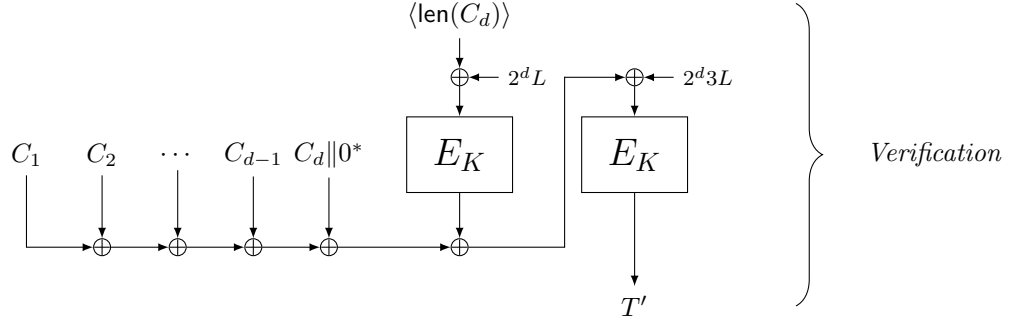 ⟨len(C_d)⟩
2^d L
2^d 3L
E_K
E_K
C_1
C_2
⋯
C_{d−1}
C_d‖0*
Verification
T′